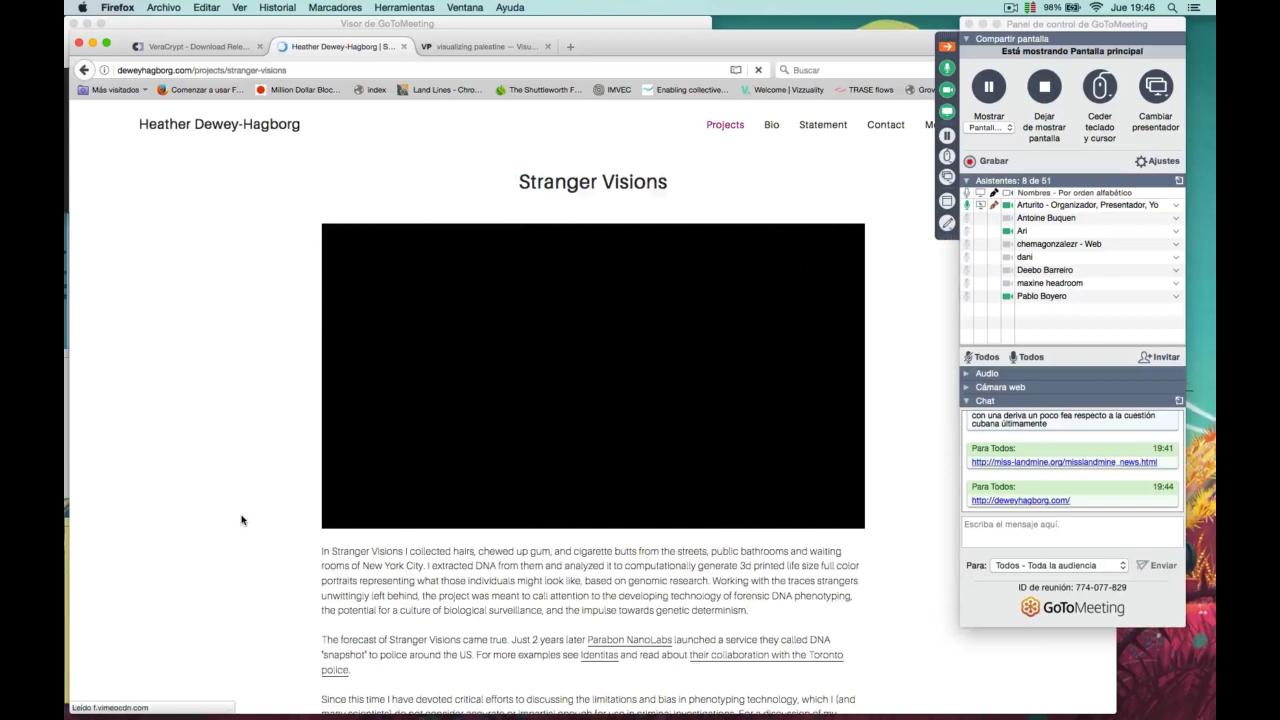 Firefox Archivo Editar Ver Historial Marcadores Herramientas Ventana Ayuda
98% Jue 19:46
Visor de GoToMeeting
VeraCrypt - Download Rele...
Heather Dewey-Hagborg | S...
VP visualizing palestine — Visu...
deweyhagborg.com/projects/stranger-visions
Buscar
Más visitados
Comenzar a usar F...
Million Dollar Bloc...
index
Land Lines - Chro...
The Shuttleworth F...
IMVEC
Enabling collective...
Welcome | Vizzuality
TRASE flows
Heather Dewey-Hagborg
Projects Bio Statement Contact
Stranger Visions
In Stranger Visions I collected hairs, chewed up gum, and cigarette butts from the streets, public bathrooms and waiting
rooms of New York City. I extracted DNA from them and analyzed it to computationally generate 3d printed life size full color
portraits representing what those individuals might look like, based on genomic research. Working with the traces strangers
unwittingly left behind, the project was meant to call attention to the developing technology of forensic DNA phenotyping,
the potential for a culture of biological surveillance, and the impulse towards genetic determinism.
The forecast of Stranger Visions came true. Just 2 years later Parabon NanoLabs launched a service they called DNA
"snapshot" to police around the US. For more examples see Identitas and read about their collaboration with the Toronto
police.
Since this time I have devoted critical efforts to discussing the limitations and bias in phenotyping technology, which I (and
Leído f.vimeocdn.com
Panel de control de GoToMeeting
Compartir pantalla
Está mostrando Pantalla principal
Mostrar
Pantall...
Dejar
de mostrar
pantalla
Ceder
teclado
y cursor
Cambiar
presentador
Grabar
Ajustes
Asistentes: 8 de 51
Nombres - Por orden alfabético
Arturito - Organizador, Presentador, Yo
Antoine Buquen
Ari
chemagonzalezr - Web
dani
Deebo Barreiro
maxine headroom
Pablo Boyero
Todos Todos Invitar
Audio
Cámara web
Chat
con una deriva un poco fea respecto a la cuestión
cubana últimamente
Para Todos: 19:41
http://miss-landmine.org/misslandmine_news.html
Para Todos: 19:44
http://deweyhagborg.com/
Escriba el mensaje aquí.
Para: Todos - Toda la audiencia Enviar
ID de reunión: 774-077-829
GoToMeeting